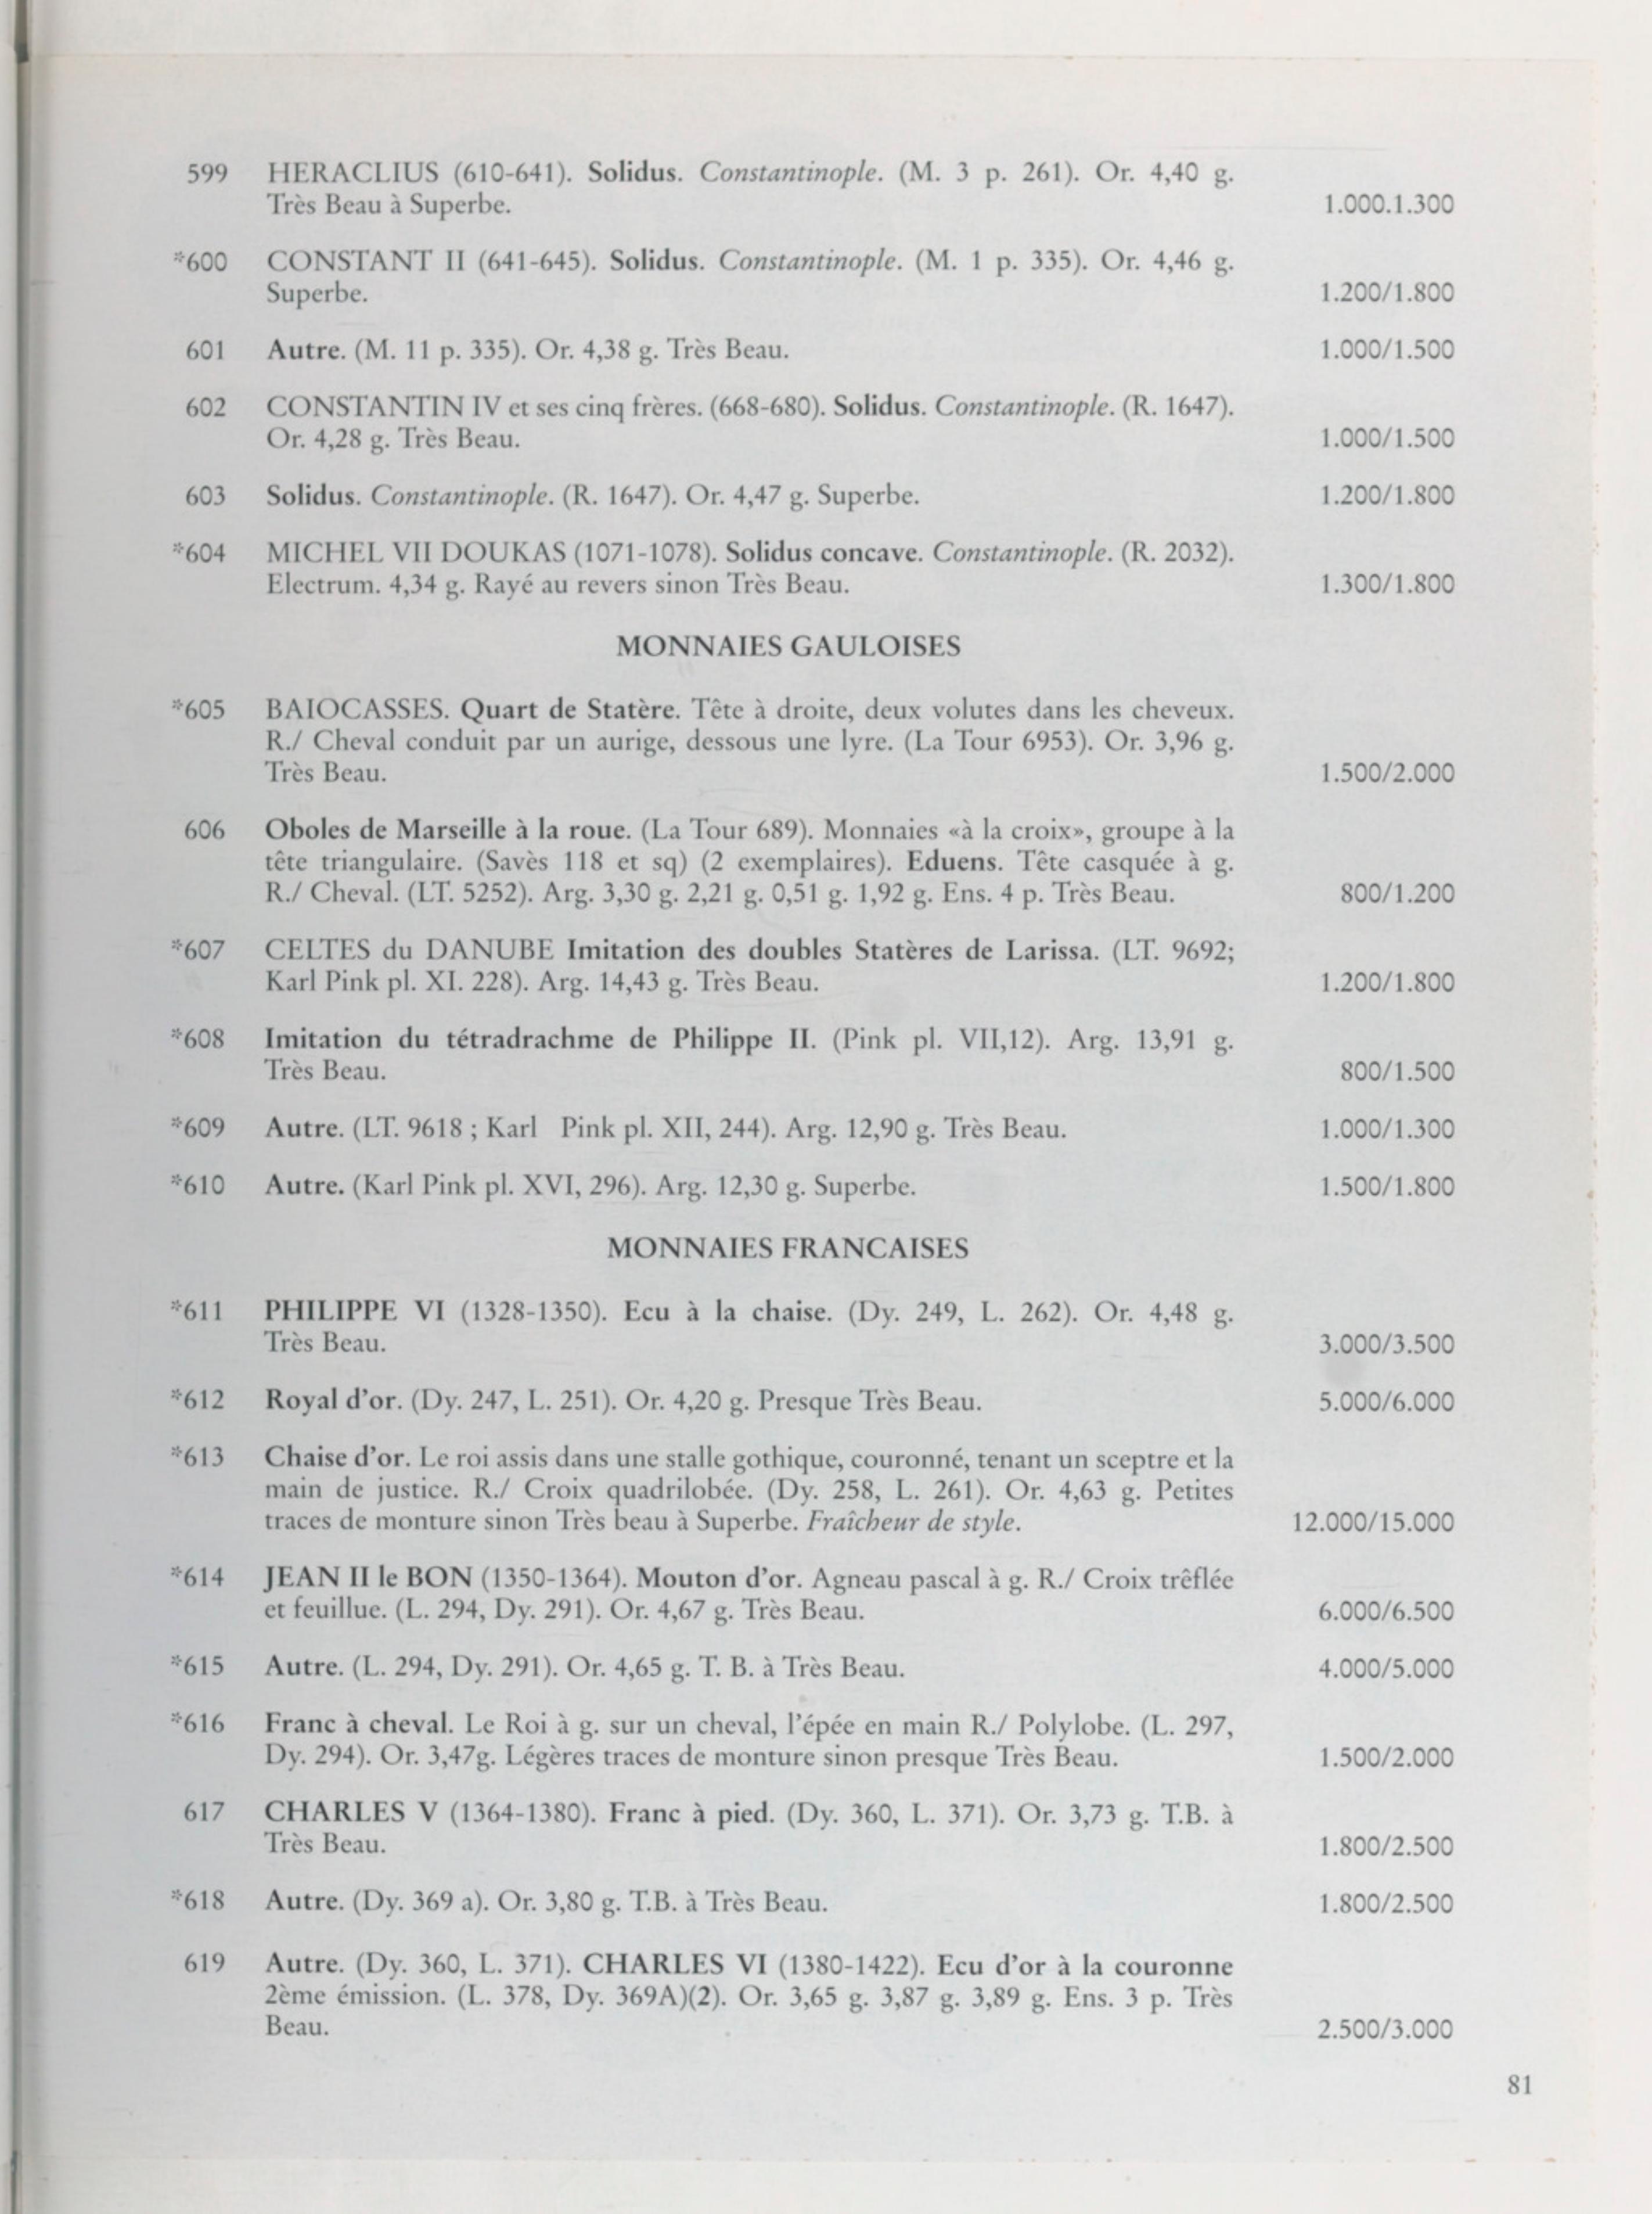 599 HERACLIUS (610-641). Solidus. Constantinople. (M. 3 p. 261). Or. 4,40 g.
Très Beau à Superbe. 1.000.1.300
*600 CONSTANT II (641-645). Solidus. Constantinople. (M. 1 p. 335). Or. 4,46 g.
Superbe. 1.200/1.800
601 Autre. (M. 11 p. 335). Or. 4,38 g. Très Beau. 1.000/1.500
602 CONSTANTIN IV et ses cinq frères. (668-680). Solidus. Constantinople. (R. 1647).
Or. 4,28 g. Très Beau. 1.000/1.500
603 Solidus. Constantinople. (R. 1647). Or. 4,47 g. Superbe. 1.200/1.800
*604 MICHEL VII DOUKAS (1071-1078). Solidus concave. Constantinople. (R. 2032).
Electrum. 4,34 g. Rayé au revers sinon Très Beau. 1.300/1.800
MONNAIES GAULOISES
*605 BAIOCASSES. Quart de Statère. Tête à droite, deux volutes dans les cheveux.
R./ Cheval conduit par un aurige, dessous une lyre. (La Tour 6953). Or. 3,96 g.
Très Beau. 1.500/2.000
606 Oboles de Marseille à la roue. (La Tour 689). Monnaies «à la croix», groupe à la
tête triangulaire. (Savès 118 et sq) (2 exemplaires). Eduens. Tête casquée à g.
R./ Cheval. (LT. 5252). Arg. 3,30 g. 2,21 g. 0,51 g. 1,92 g. Ens. 4 p. Très Beau. 800/1.200
*607 CELTES du DANUBE Imitation des doubles Statères de Larissa. (LT. 9692;
Karl Pink pl. XI. 228). Arg. 14,43 g. Très Beau. 1.200/1.800
*608 Imitation du tétradrachme de Philippe II. (Pink pl. VII,12). Arg. 13,91 g.
Très Beau. 800/1.500
*609 Autre. (LT. 9618 ; Karl Pink pl. XII, 244). Arg. 12,90 g. Très Beau. 1.000/1.300
*610 Autre. (Karl Pink pl. XVI, 296). Arg. 12,30 g. Superbe. 1.500/1.800
MONNAIES FRANCAISES
*611 PHILIPPE VI (1328-1350). Ecu à la chaise. (Dy. 249, L. 262). Or. 4,48 g.
Très Beau. 3.000/3.500
*612 Royal d'or. (Dy. 247, L. 251). Or. 4,20 g. Presque Très Beau. 5.000/6.000
*613 Chaise d'or. Le roi assis dans une stalle gothique, couronné, tenant un sceptre et la
main de justice. R./ Croix quadrilobée. (Dy. 258, L. 261). Or. 4,63 g. Petites
traces de monture sinon Très beau à Superbe. Fraîcheur de style. 12.000/15.000
*614 JEAN II le BON (1350-1364). Mouton d'or. Agneau pascal à g. R./ Croix trêflée
et feuillue. (L. 294, Dy. 291). Or. 4,67 g. Très Beau. 6.000/6.500
*615 Autre. (L. 294, Dy. 291). Or. 4,65 g. T. B. à Très Beau. 4.000/5.000
*616 Franc à cheval. Le Roi à g. sur un cheval, l'épée en main R./ Polylobe. (L. 297,
Dy. 294). Or. 3,47g. Légères traces de monture sinon presque Très Beau. 1.500/2.000
617 CHARLES V (1364-1380). Franc à pied. (Dy. 360, L. 371). Or. 3,73 g. T.B. à
Très Beau. 1.800/2.500
*618 Autre. (Dy. 369 a). Or. 3,80 g. T.B. à Très Beau. 1.800/2.500
619 Autre. (Dy. 360, L. 371). CHARLES VI (1380-1422). Ecu d'or à la couronne
2ème émission. (L. 378, Dy. 369A)(2). Or. 3,65 g. 3,87 g. 3,89 g. Ens. 3 p. Très
Beau. 2.500/3.000
81